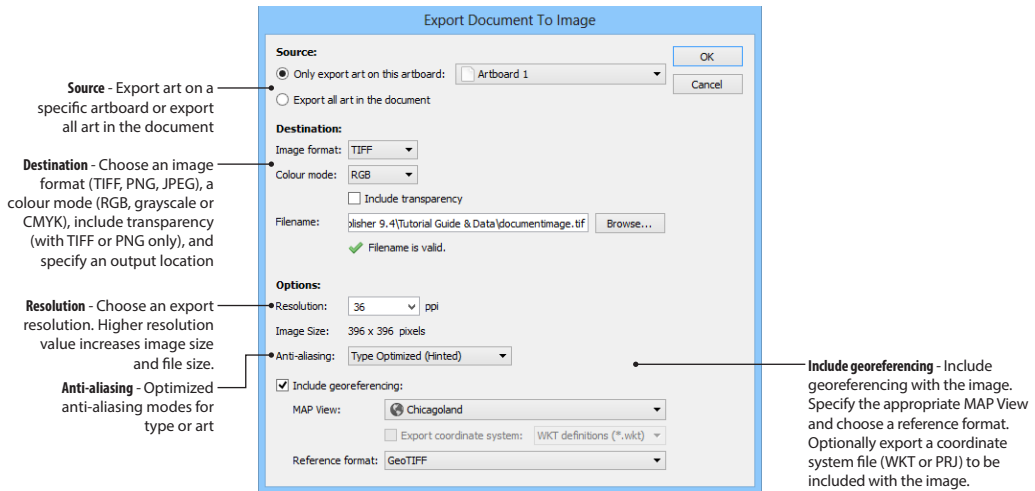 Export Document To Image
Source:
Only export art on this artboard: Artboard 1
Export all art in the document
OK
Cancel
Destination:
Image format: TIFF
Colour mode: RGB
Include transparency
Filename: blisher 9.4\Tutorial Guide & Data\documentimage.tif Browse...
Filename is valid.
Options:
Resolution: 36 ppi
Image Size: 396 x 396 pixels
Anti-aliasing: Type Optimized (Hinted)
Include georeferencing:
MAP View: Chicagoland
Export coordinate system: WKT definitions (*.wkt)
Reference format: GeoTIFF
Source - Export art on a
specific artboard or export
all art in the document
Destination - Choose an image
format (TIFF, PNG, JPEG), a
colour mode (RGB, grayscale or
CMYK), include transparency
(with TIFF or PNG only), and
specify an output location
Resolution - Choose an export
resolution. Higher resolution
value increases image size
and file size.
Anti-aliasing - Optimized
anti-aliasing modes for
type or art
Include georeferencing - Include
georeferencing with the image.
Specify the appropriate MAP View
and choose a reference format.
Optionally export a coordinate
system file (WKT or PRJ) to be
included with the image.